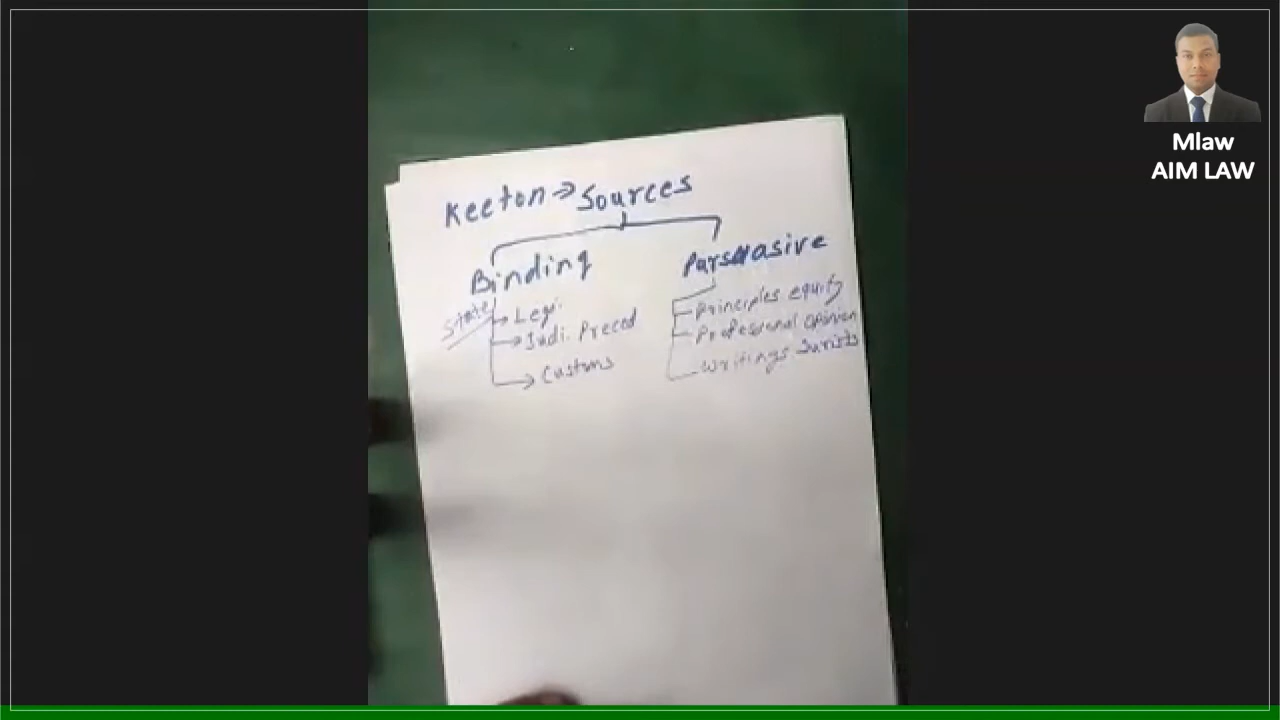 Keeton → Sources
Binding
Persuasive
State
→ Legi.
→ Judi. Preced
→ Customs
Principles equity
Professional opinion
Writings Jurists
Mlaw
AIM LAW